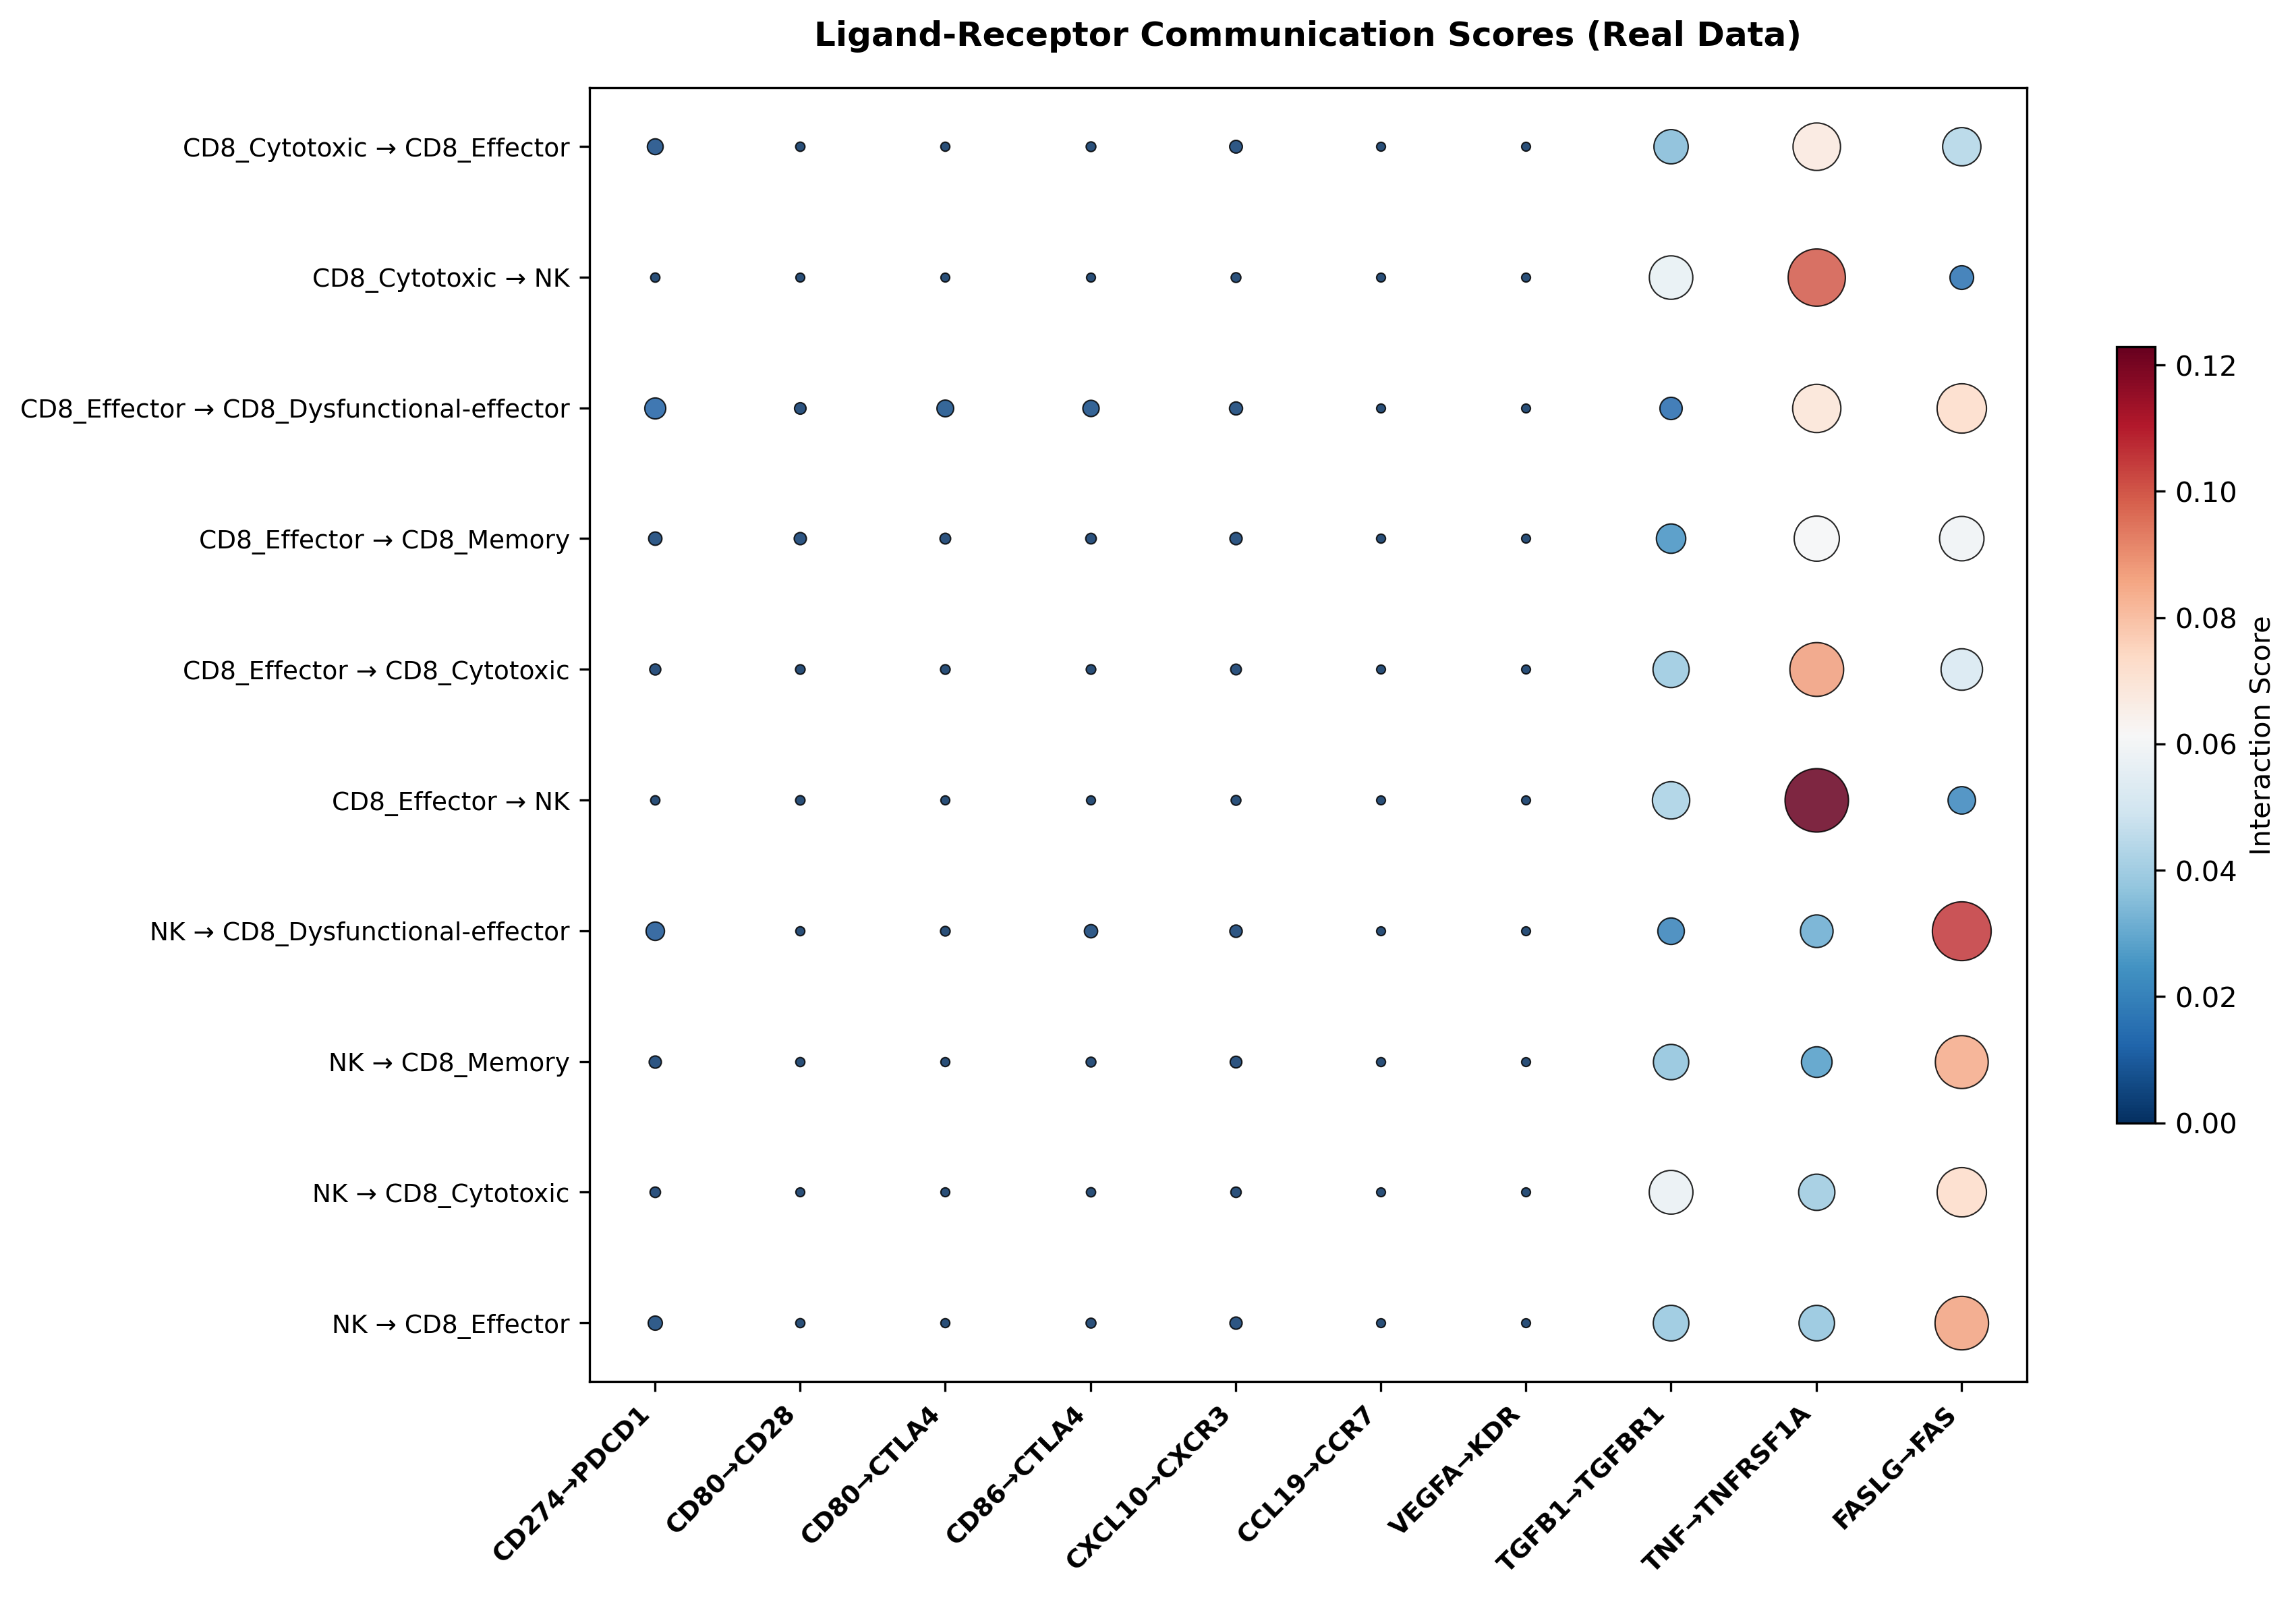 Ligand-Receptor Communication Scores (Real Data)
CD8_Cytotoxic → CD8_Effector
CD8_Cytotoxic → NK
CD8_Effector → CD8_Dysfunctional-effector
CD8_Effector → CD8_Memory
CD8_Effector → CD8_Cytotoxic
CD8_Effector → NK
NK → CD8_Dysfunctional-effector
NK → CD8_Memory
NK → CD8_Cytotoxic
NK → CD8_Effector
CD274→PDCD1
CD80→CD28
CD80→CTLA4
CD86→CTLA4
CXCL10→CXCR3
CCL19→CCR7
VEGFA→KDR
TGFB1→TGFBR1
TNF→TNFRSF1A
FASLG→FAS
0.12
0.10
0.08
0.06
0.04
0.02
0.00
Interaction Score